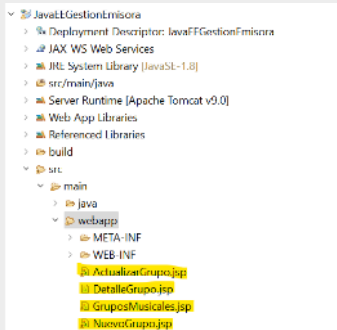 JavaEEGestionEmisora
Deployment Descriptor: JavaEEGestionEmisora
JAX-WS Web Services
JRE System Library [JavaSE-1.8]
src/main/java
Server Runtime [Apache Tomcat v9.0]
Web App Libraries
Referenced Libraries
build
src
main
java
webapp
META-INF
WEB-INF
ActualizarGrupo.jsp
DetalleGrupo.jsp
GruposMusicales.jsp
NuevoGrupo.jsp